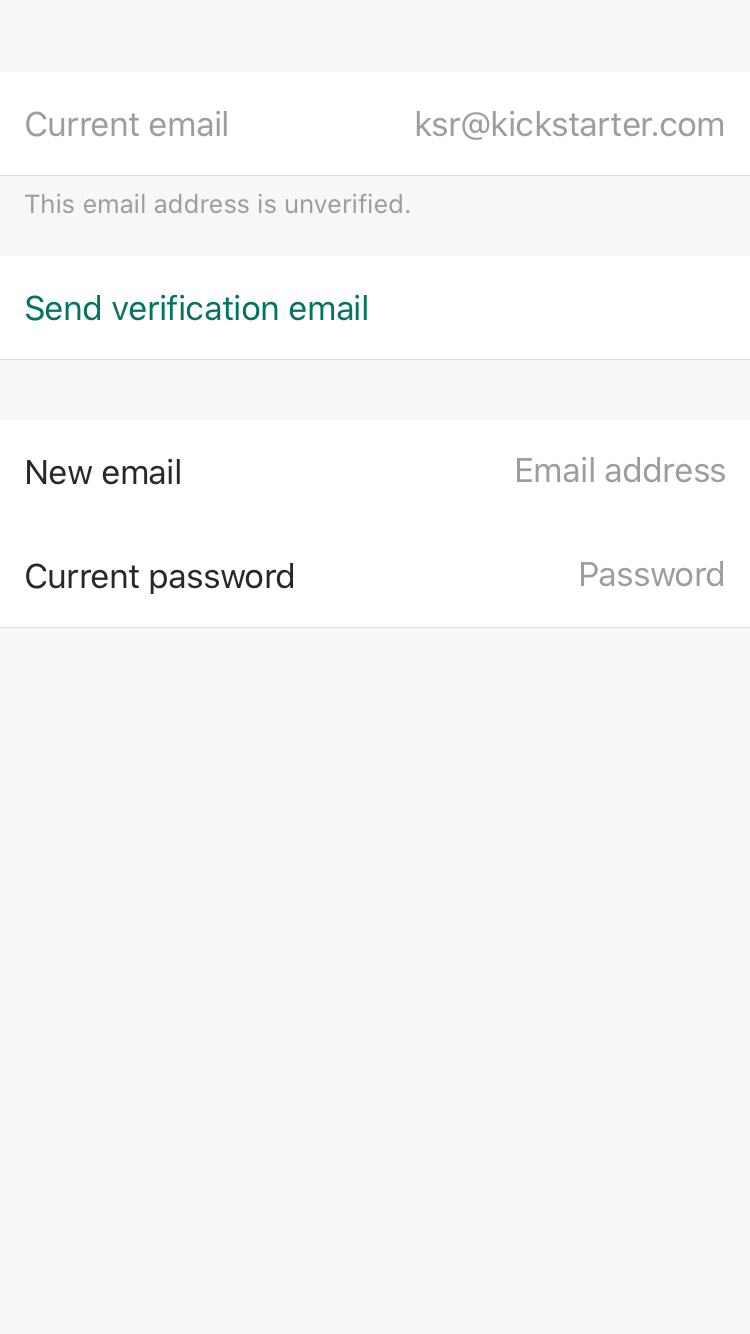 Current email ksr@kickstarter.com
This email address is unverified.
Send verification email
New email Email address
Current password Password